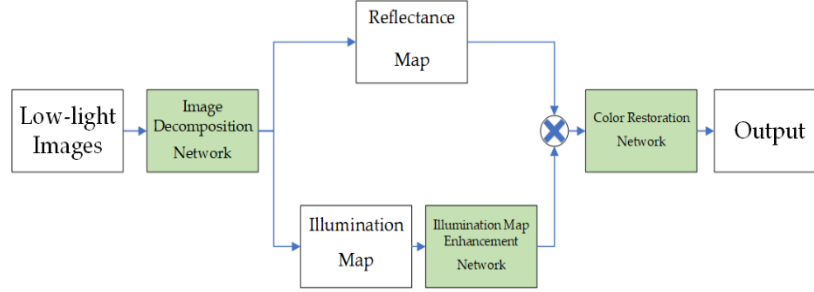 Reflectance
Map
Low-light
Images
Image
Decomposition
Network
Color Restoration
Network
Output
Illumination
Map
Illumination Map
Enhancement
Network